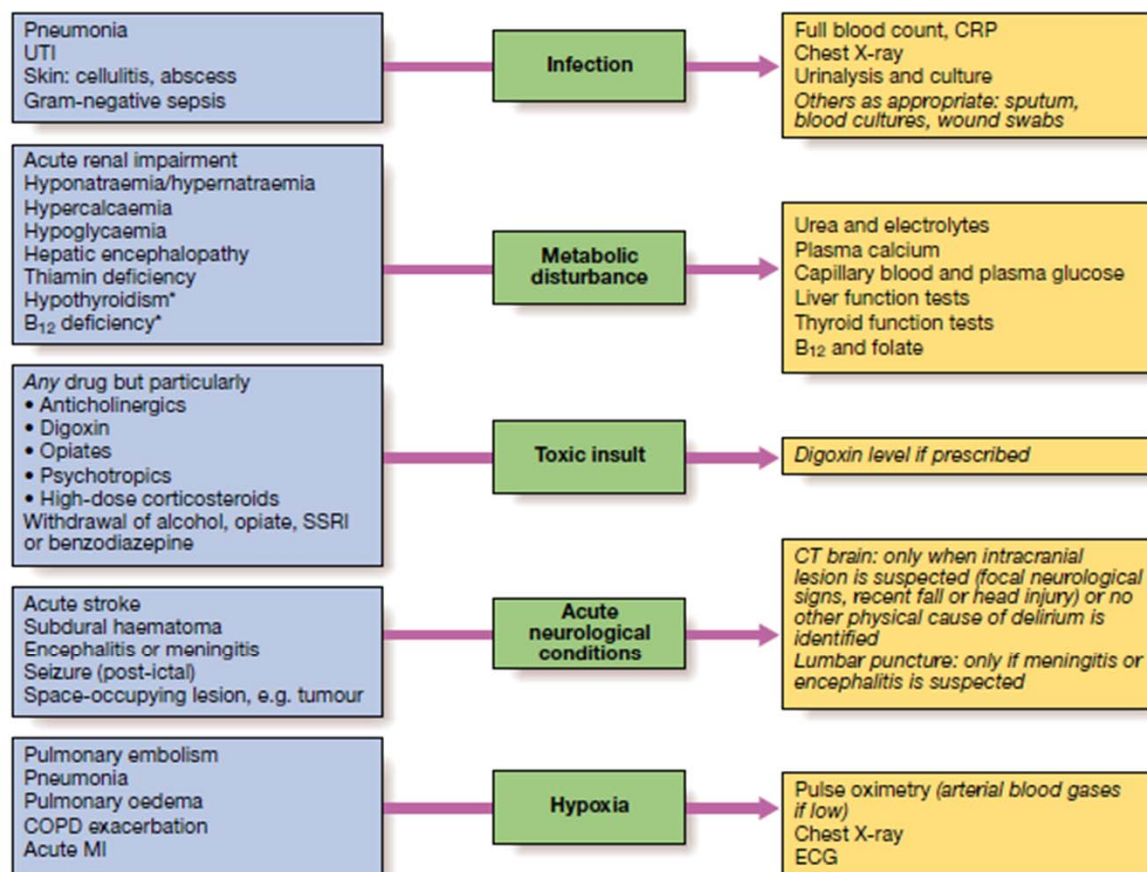 Pneumonia
UTI
Skin: cellulitis, abscess
Gram-negative sepsis
Infection
Full blood count, CRP
Chest X-ray
Urinalysis and culture
Others as appropriate: sputum,
blood cultures, wound swabs
Acute renal impairment
Hyponatraemia/hypernatraemia
Hypercalcaemia
Hypoglycaemia
Hepatic encephalopathy
Thiamin deficiency
Hypothyroidism*
B₁₂ deficiency*
Metabolic
disturbance
Urea and electrolytes
Plasma calcium
Capillary blood and plasma glucose
Liver function tests
Thyroid function tests
B₁₂ and folate
Any drug but particularly
• Anticholinergics
• Digoxin
• Opiates
• Psychotropics
• High-dose corticosteroids
Withdrawal of alcohol, opiate, SSRI
or benzodiazepine
Toxic insult
Digoxin level if prescribed
Acute stroke
Subdural haematoma
Encephalitis or meningitis
Seizure (post-ictal)
Space-occupying lesion, e.g. tumour
Acute
neurological
conditions
CT brain: only when intracranial
lesion is suspected (focal neurological
signs, recent fall or head injury) or no
other physical cause of delirium is
identified
Lumbar puncture: only if meningitis or
encephalitis is suspected
Pulmonary embolism
Pneumonia
Pulmonary oedema
COPD exacerbation
Acute MI
Hypoxia
Pulse oximetry (arterial blood gases
if low)
Chest X-ray
ECG